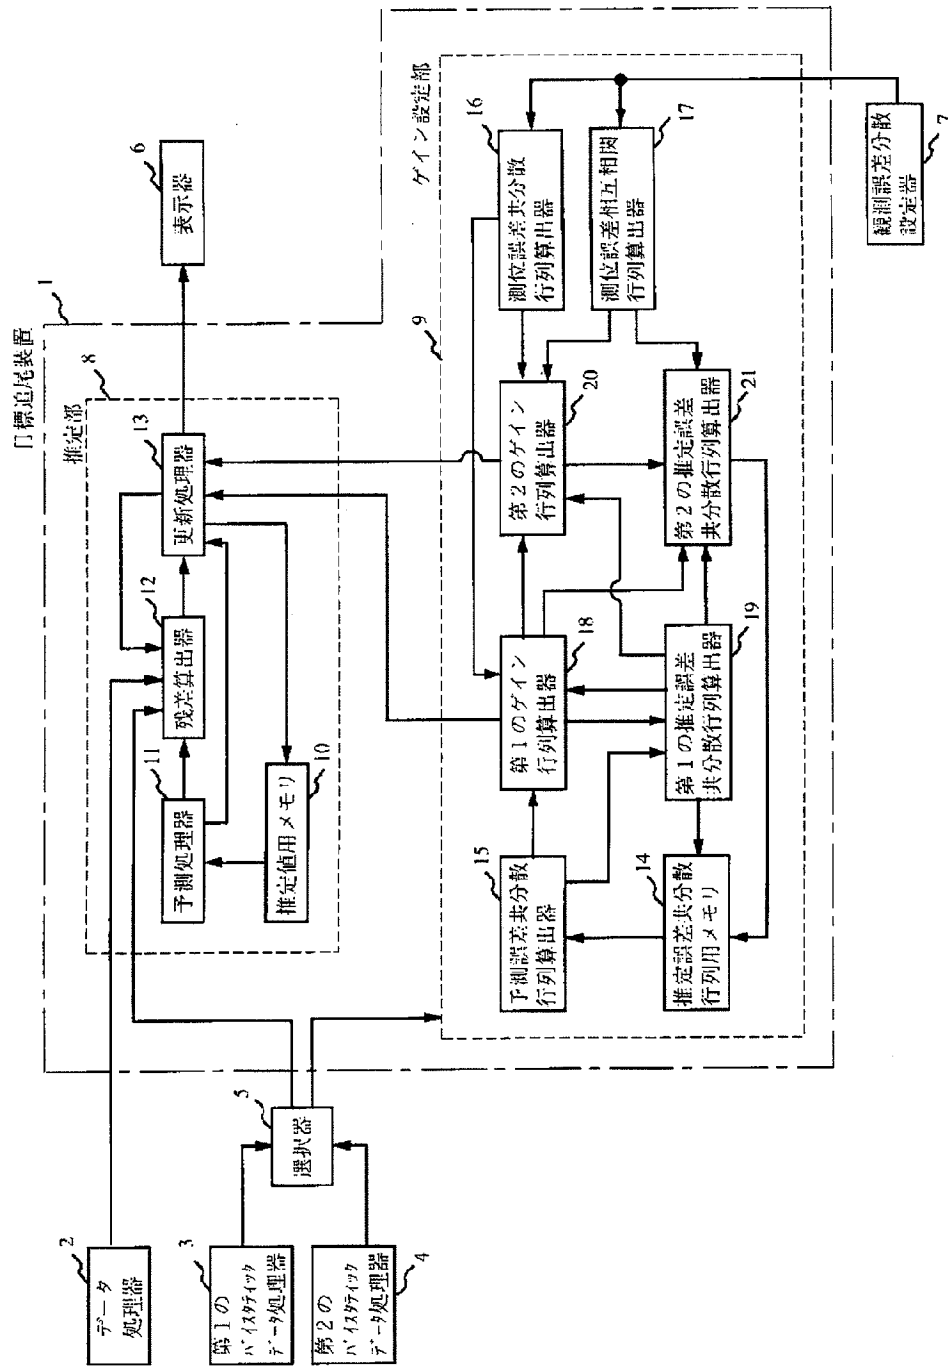 目標追尾装置
1
推定部
8
ゲイン設定部
9
データ
処理器
2
第1の
バイスタティック
データ処理器
3
第2の
バイスタティック
データ処理器
4
選択器
5
表示器
6
観測誤差分散
設定器
7
推定値用メモリ
10
予測処理器
11
残差算出器
12
更新処理器
13
推定誤差共分散
行列用メモリ
14
予測誤差共分散
行列算出器
15
測位誤差共分散
行列算出器
16
測位誤差相互相関
行列算出器
17
第1のゲイン
行列算出器
18
第1の推定誤差
共分散行列算出器
19
第2のゲイン
行列算出器
20
第2の推定誤差
共分散行列算出器
21